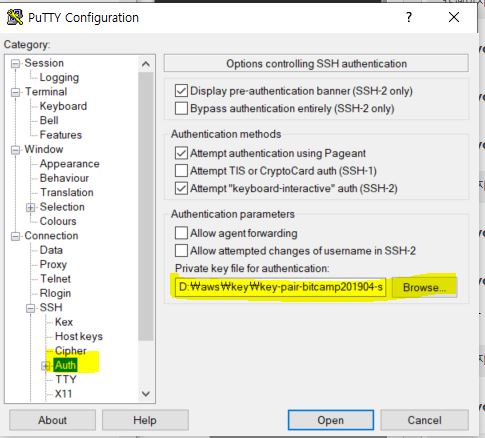 PuTTY Configuration
?
Category:
Session
Logging
Terminal
Keyboard
Bell
Features
Window
Appearance
Behaviour
Translation
Selection
Colours
Connection
Data
Proxy
Telnet
Rlogin
SSH
Kex
Host keys
Cipher
Auth
TTY
X11
Options controlling SSH authentication
Display pre-authentication banner (SSH-2 only)
Bypass authentication entirely (SSH-2 only)
Authentication methods
Attempt authentication using Pageant
Attempt TIS or CryptoCard auth (SSH-1)
Attempt "keyboard-interactive" auth (SSH-2)
Authentication parameters
Allow agent forwarding
Allow attempted changes of username in SSH-2
Private key file for authentication:
D:₩aws₩key₩key-pair-bitcamp201904-s
Browse...
About
Help
Open
Cancel